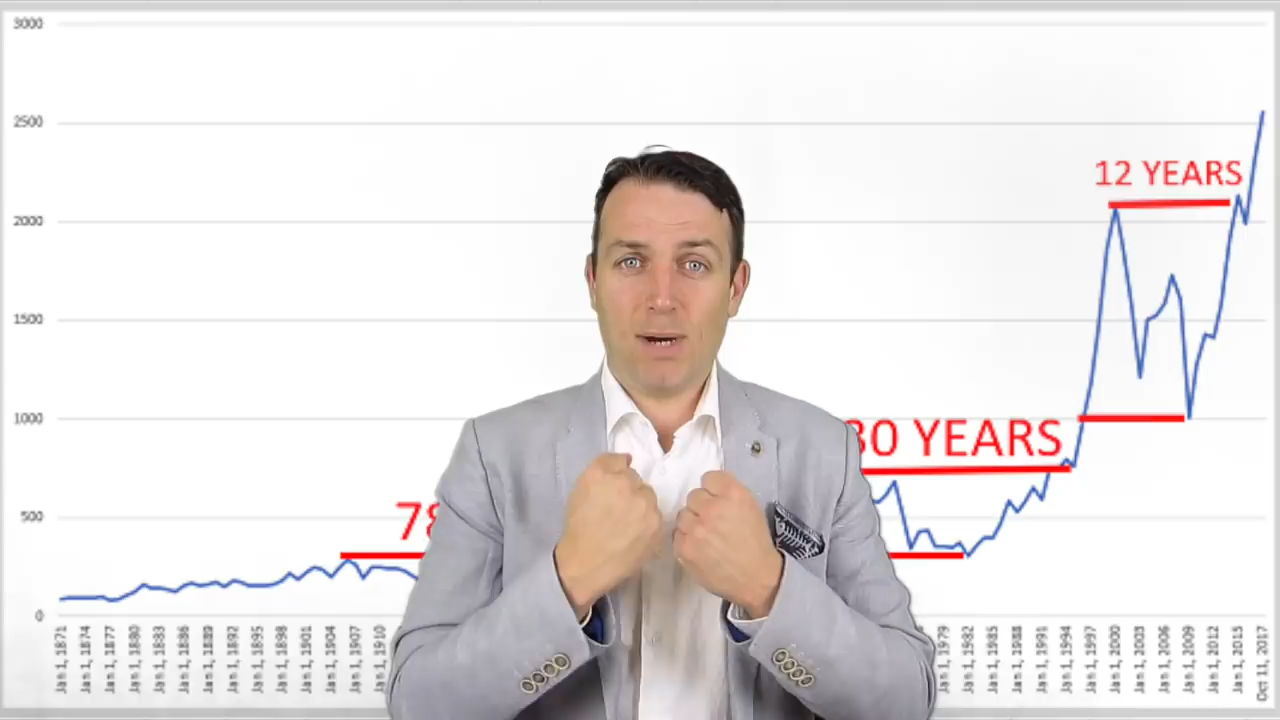 3000
2500
12 YEARS
2000
1500
1000
30 YEARS
500
78
0
Jan 1, 1871
Jan 1, 1874
Jan 1, 1877
Jan 1, 1880
Jan 1, 1883
Jan 1, 1886
Jan 1, 1889
Jan 1, 1892
Jan 1, 1895
Jan 1, 1898
Jan 1, 1901
Jan 1, 1904
Jan 1, 1907
Jan 1, 1910
Jan 1, 1979
Jan 1, 1982
Jan 1, 1985
Jan 1, 1988
Jan 1, 1991
Jan 1, 1994
Jan 1, 1997
Jan 1, 2000
Jan 1, 2003
Jan 1, 2006
Jan 1, 2009
Jan 1, 2012
Jan 1, 2015
Oct 11, 2017